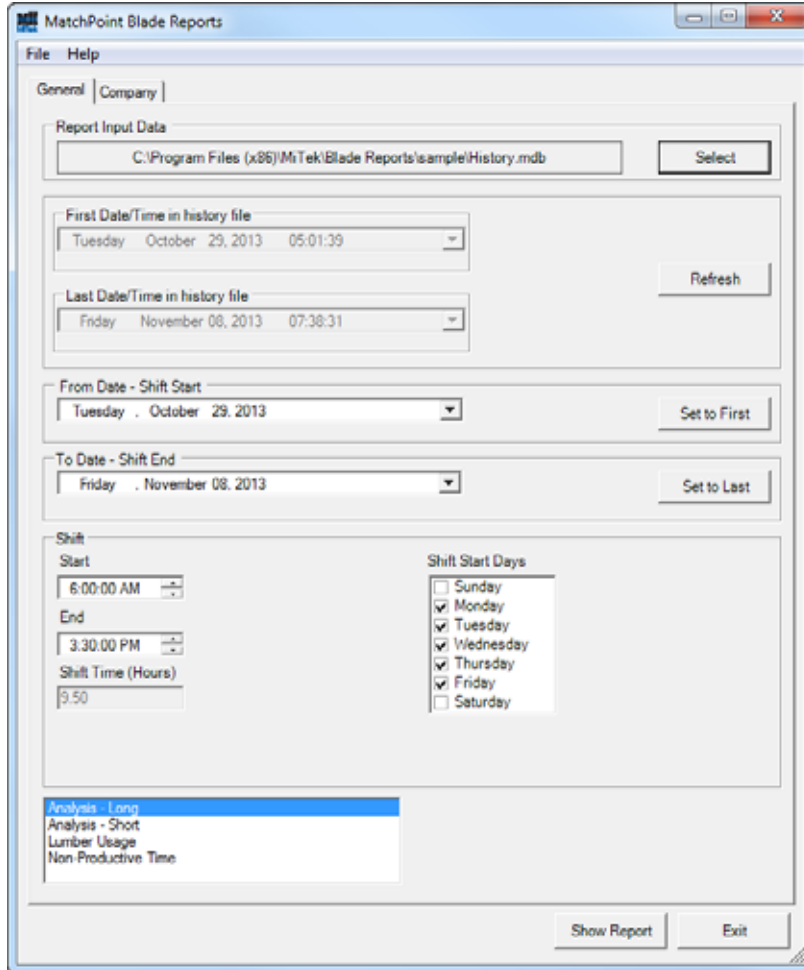 MatchPoint Blade Reports
File Help
General Company
Report Input Data
C:\Program Files (x86)\MiTek\Blade Reports\sample\History.mdb Select
First Date/Time in history file
Tuesday October 29, 2013 05:01:39
Refresh
Last Date/Time in history file
Friday November 08, 2013 07:38:31
From Date - Shift Start
Tuesday . October 29. 2013 Set to First
To Date - Shift End
Friday . November 08. 2013 Set to Last
Shift
Start Shift Start Days
6:00:00 AM Sunday
Monday
End Tuesday
3:30:00 PM Wednesday
Shift Time (Hours) Thursday
9.50 Friday
Saturday
Analysis - Long
Analysis - Short
Lumber Usage
Non-Productive Time
Show Report Exit